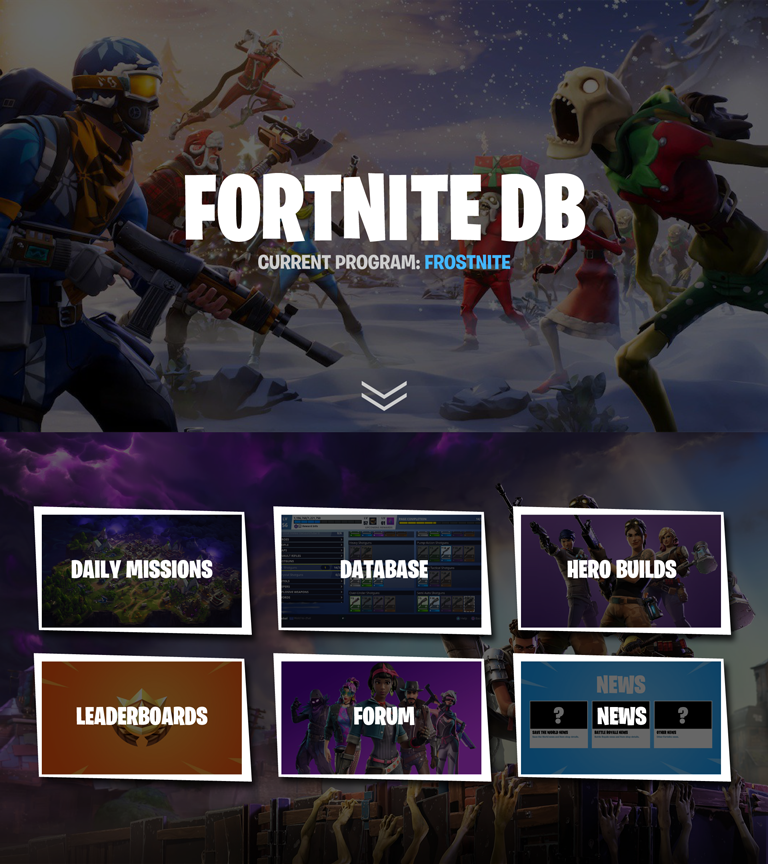 FORTNITE DB
CURRENT PROGRAM: FROSTNITE
DAILY MISSIONS
DATABASE
HERO BUILDS
LEADERBOARDS
FORUM
NEWS
NEWS
?
?
SAVE THE WORLD NEWS
BATTLE ROYALE NEWS
OTHER NEWS